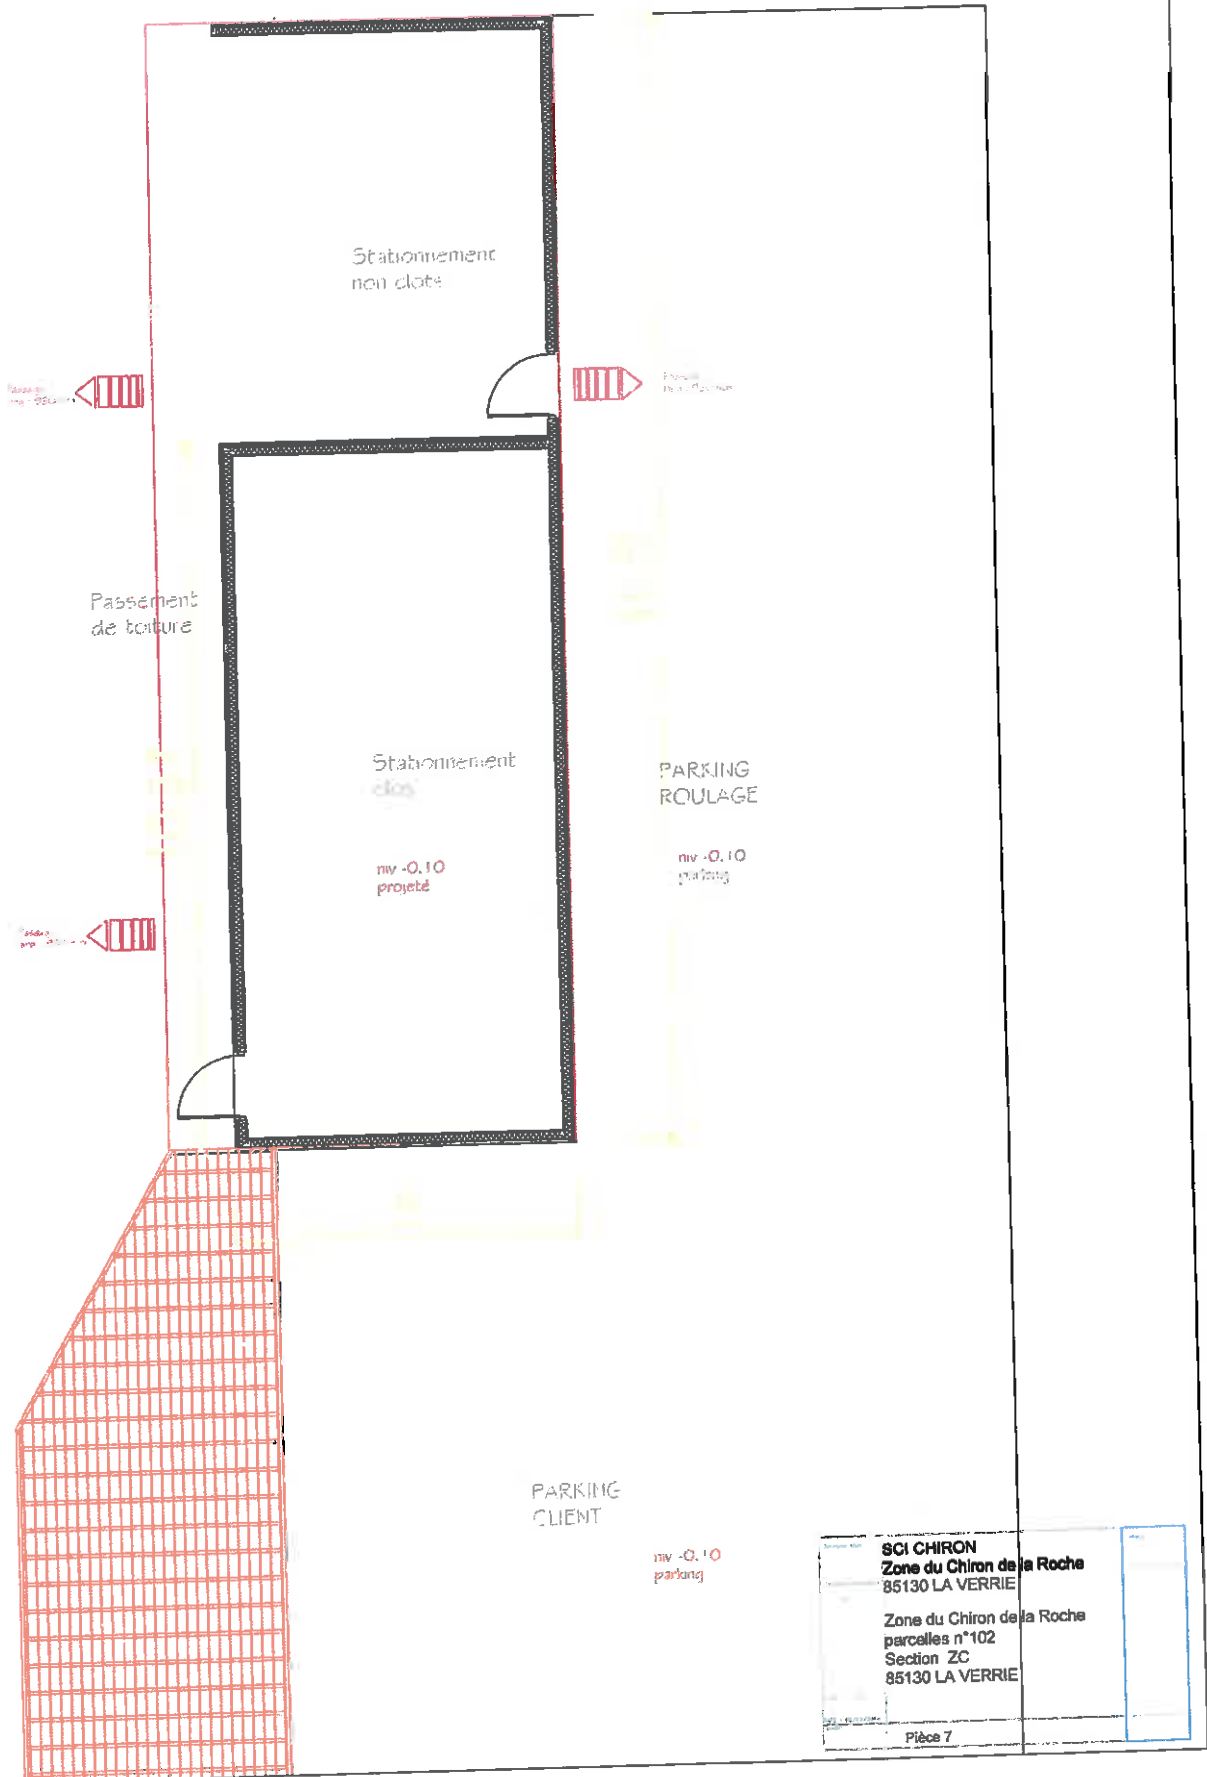 Stationnement
non clots
Passement
de toiture
Stationnement
clos
niv -0.10
projeté
PARKING
ROULAGE
niv -0.10
parking
PARKING
CLIENT
niv -0.10
parking
SCI CHIRON
Zone du Chiron de la Roche
85130 LA VERRIE
Zone du Chiron de la Roche
parcelles n°102
Section ZC
85130 LA VERRIE
Pièce 7